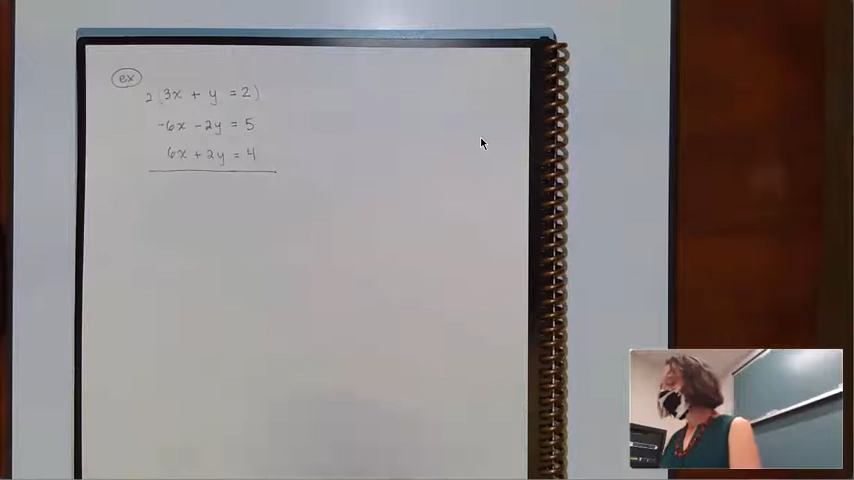 ex
2(3x + y = 2)
-6x - 2y = 5
6x + 2y = 4